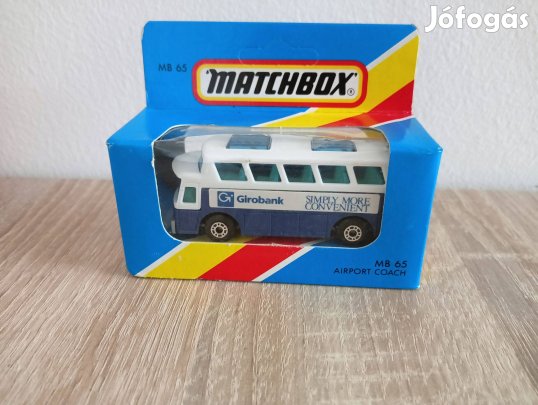 Jófogás
MB 65
MATCHBOX
®
Girobank
SIMPLY MORE
CONVENIENT
MB 65
AIRPORT COACH